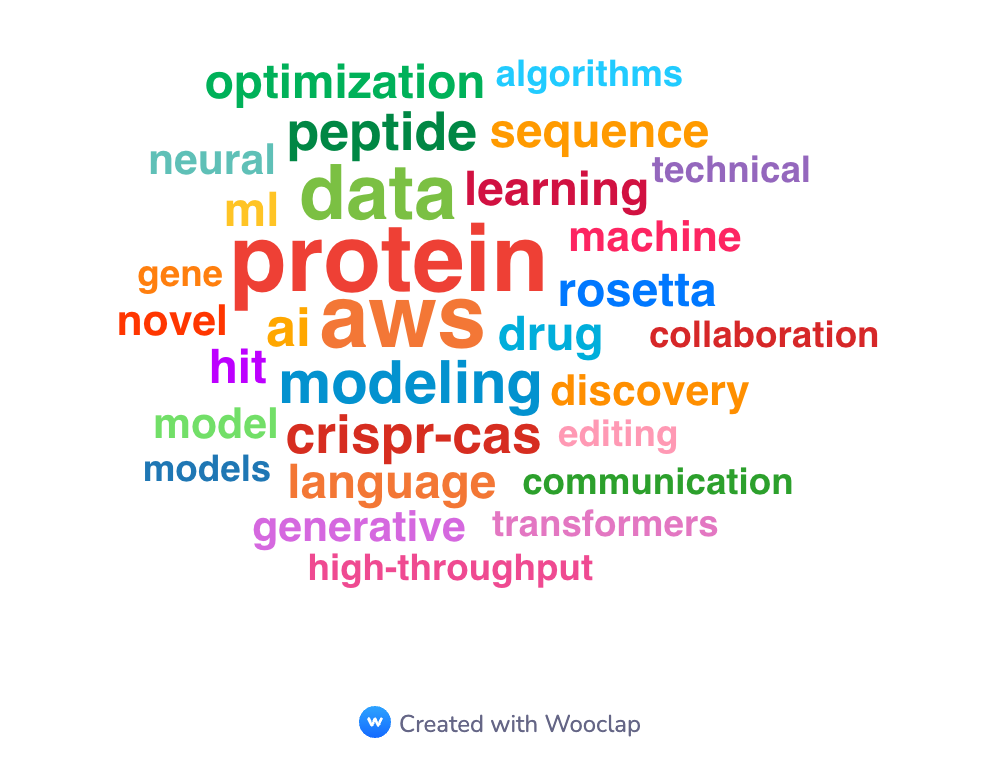 optimization algorithms
peptide sequence
neural technical
data learning
ml machine
protein
gene rosetta
novel ai aws drug collaboration
hit modeling discovery
model crispr-cas editing
models language communication
generative transformers
high-throughput
w Created with Wooclap